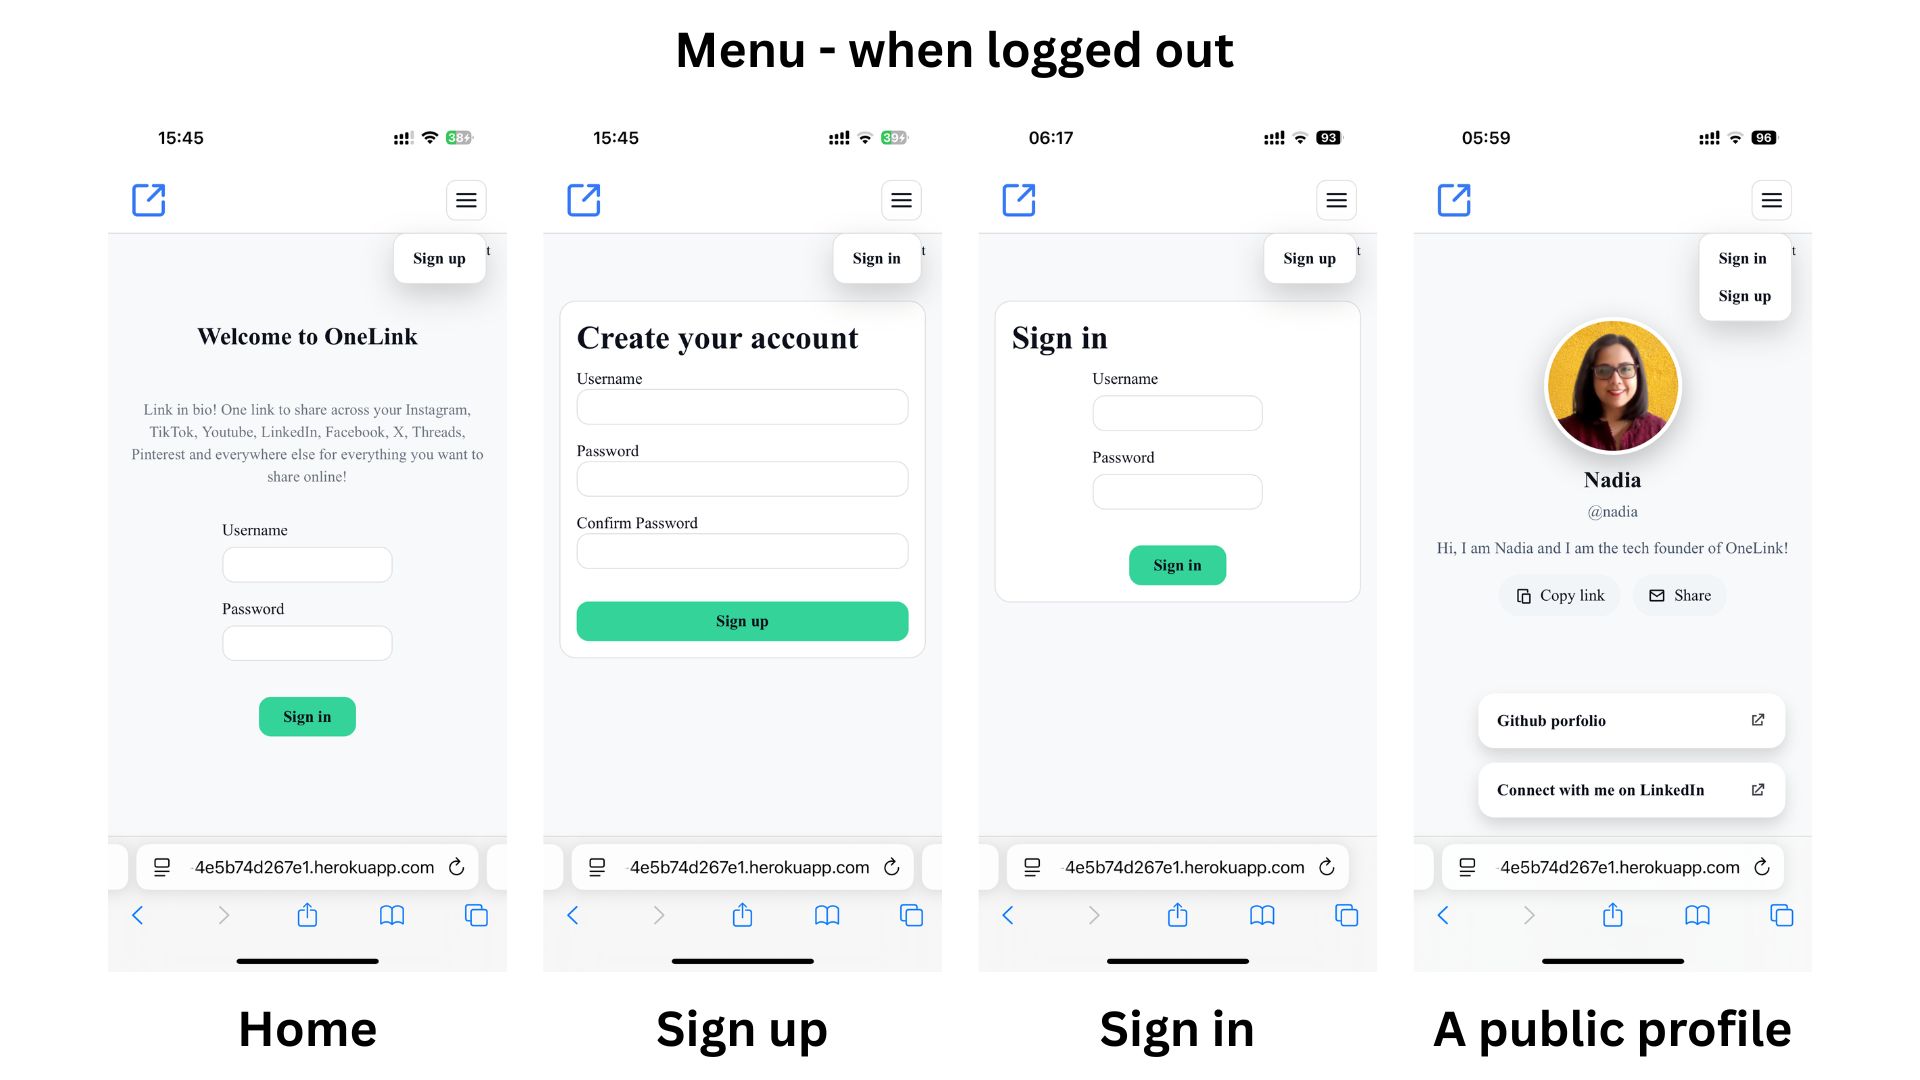 Menu - when logged out
15:45
38
Sign up
t
Welcome to OneLink
Link in bio! One link to share across your Instagram,
TikTok, Youtube, LinkedIn, Facebook, X, Threads,
Pinterest and everywhere else for everything you want to
share online!
Username
Password
Sign in
-4e5b74d267e1.herokuapp.com
Home
15:45
39
Sign in
t
Create your account
Username
Password
Confirm Password
Sign up
-4e5b74d267e1.herokuapp.com
Sign up
06:17
93
Sign up
t
Sign in
Username
Password
Sign in
-4e5b74d267e1.herokuapp.com
Sign in
05:59
96
Sign in
t
Sign up
Nadia
@nadia
Hi, I am Nadia and I am the tech founder of OneLink!
Copy link
Share
Github porfolio
Connect with me on LinkedIn
-4e5b74d267e1.herokuapp.com
A public profile